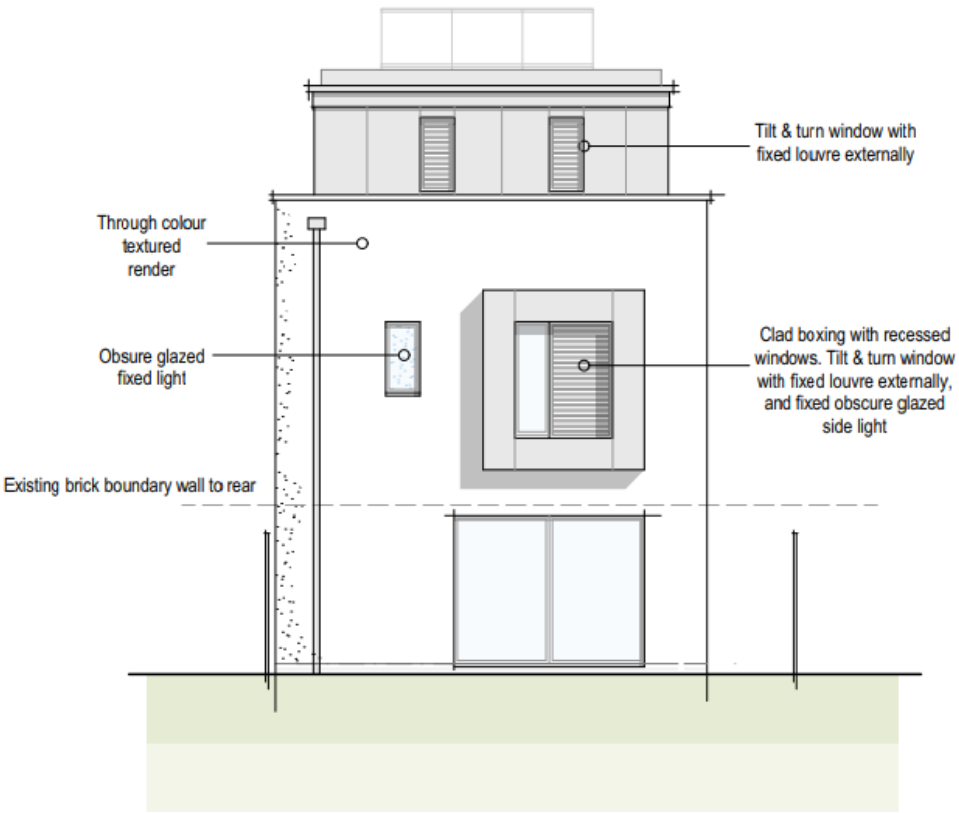 Tilt & turn window with
fixed louvre externally
Through colour
textured
render
Obsure glazed
fixed light
Clad boxing with recessed
windows. Tilt & turn window
with fixed louvre externally,
and fixed obscure glazed
side light
Existing brick boundary wall to rear